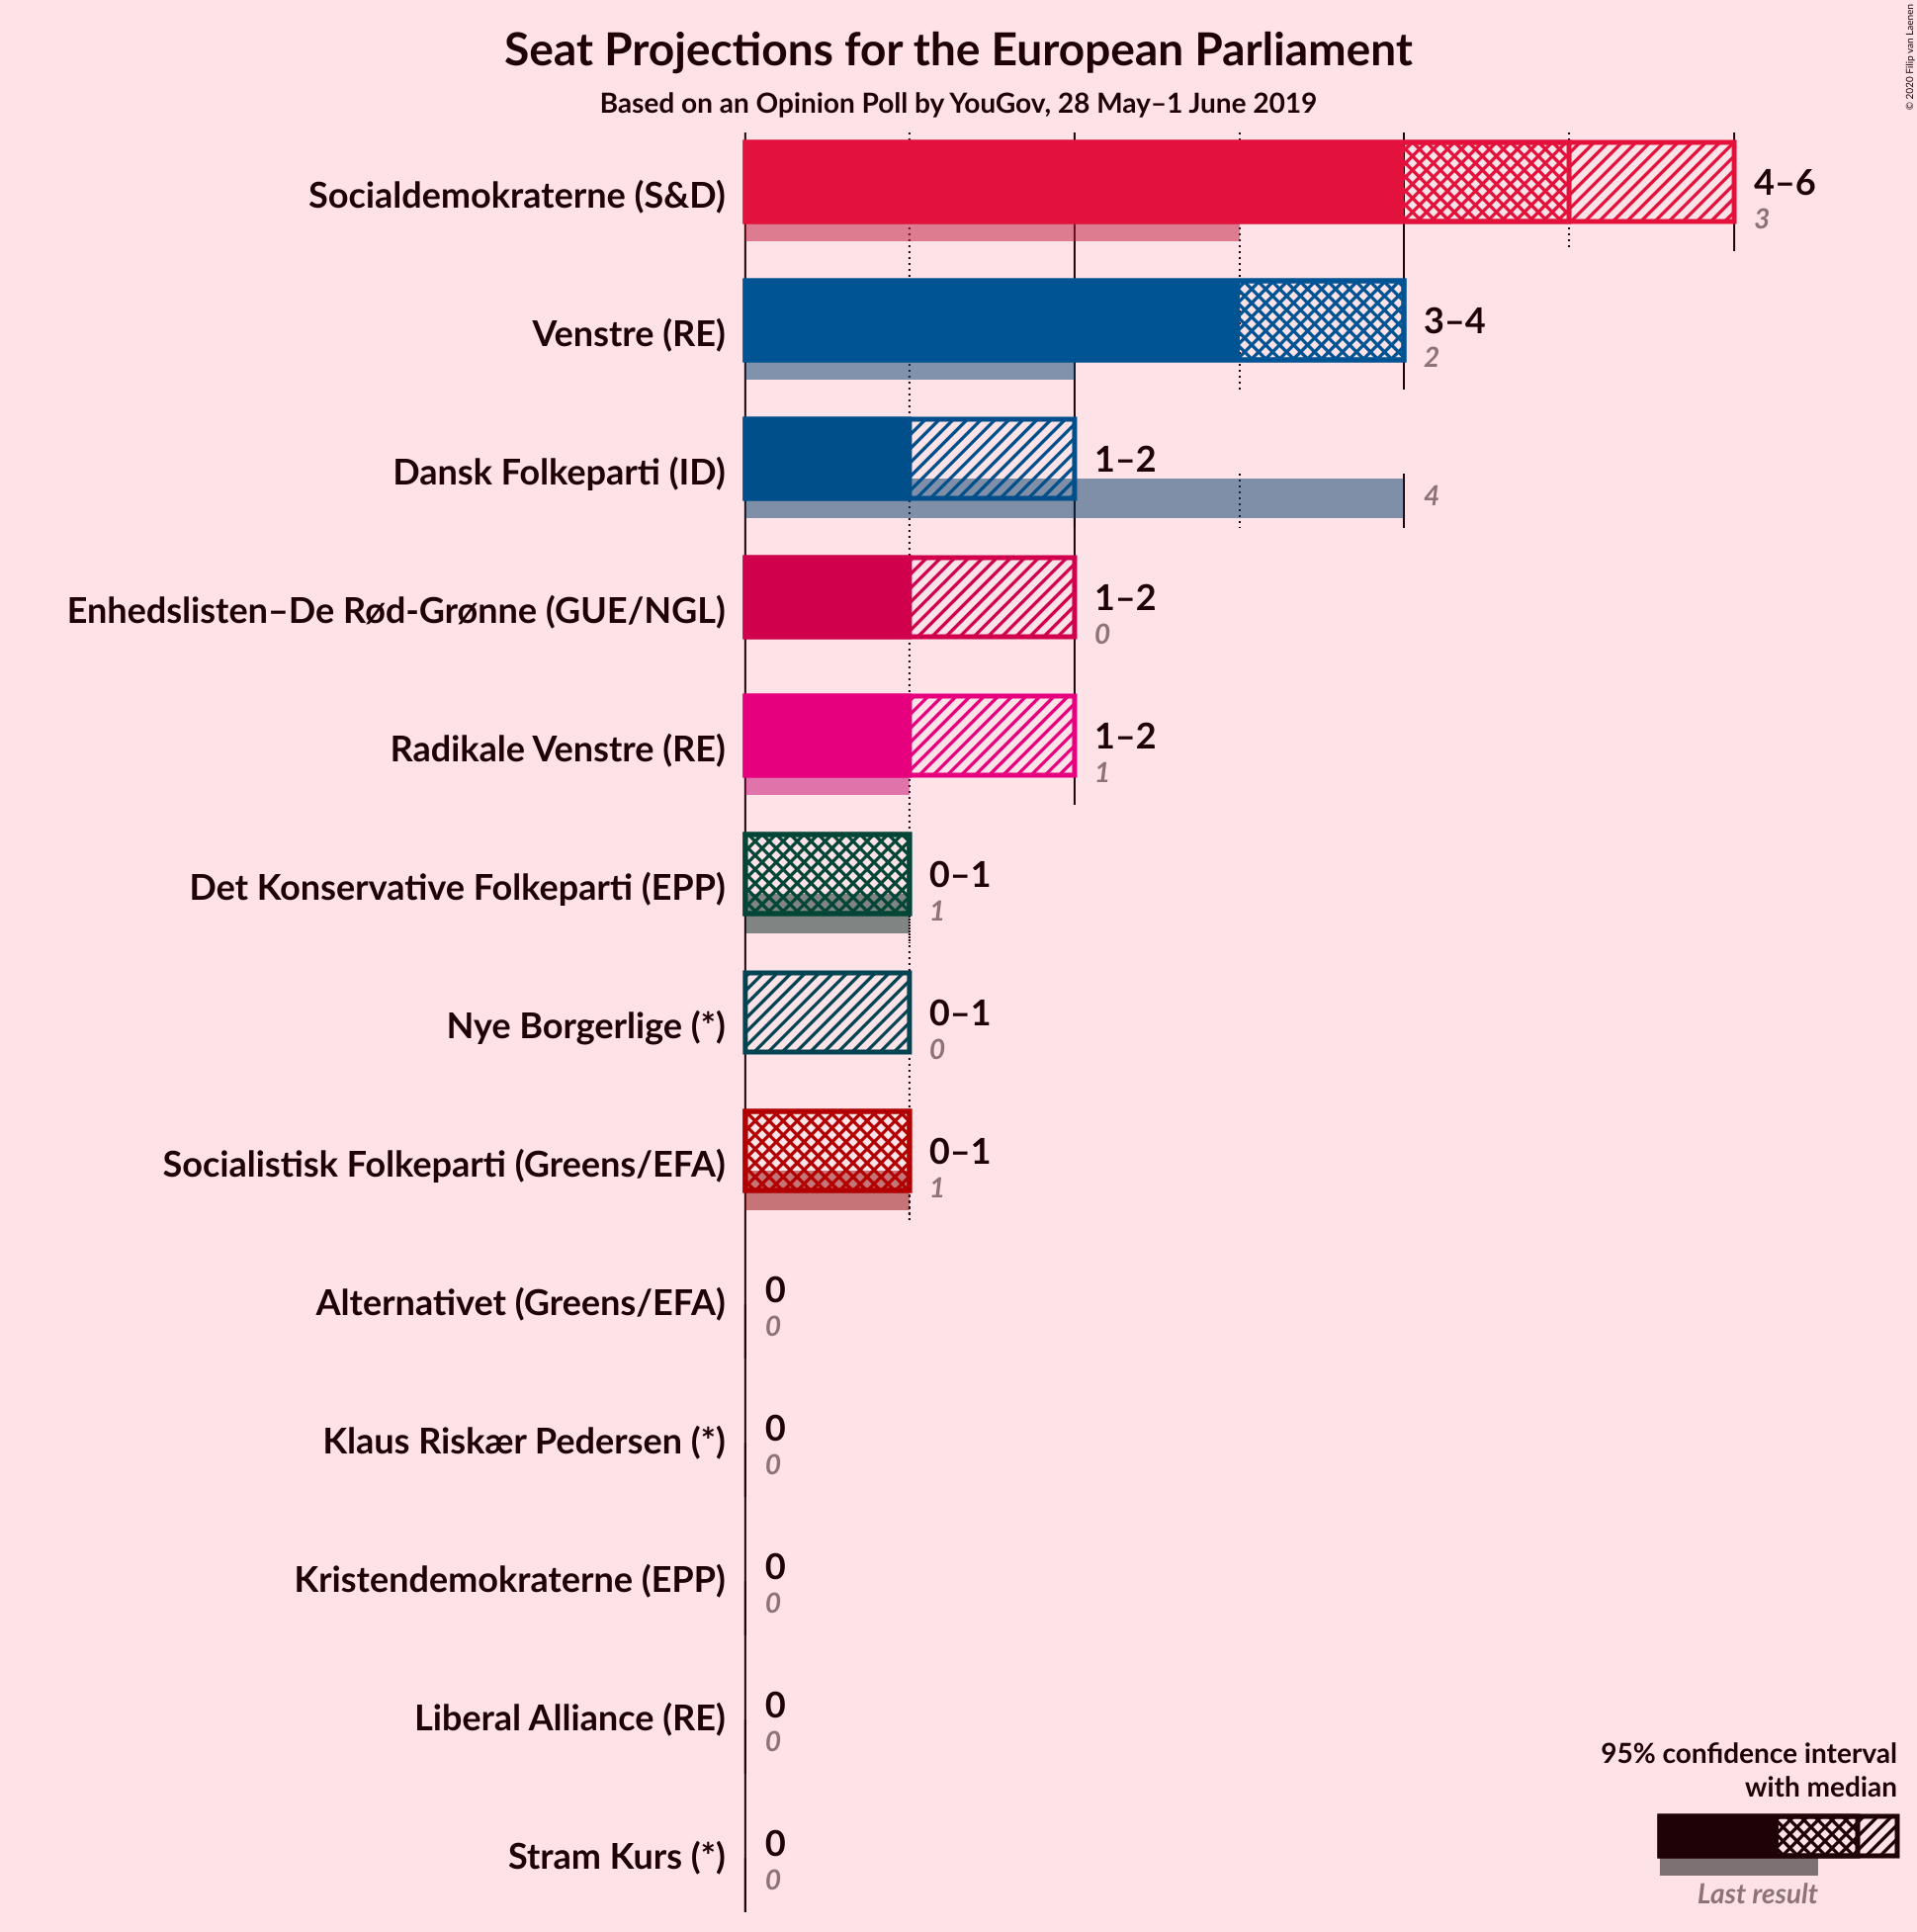 Seat Projections for the European Parliament
Based on an Opinion Poll by YouGov, 28 May–1 June 2019
© 2020 Filip van Laenen
Socialdemokraterne (S&D)
4–6
3
Venstre (RE)
3–4
2
Dansk Folkeparti (ID)
1–2
4
Enhedslisten–De Rød-Grønne (GUE/NGL)
1–2
0
Radikale Venstre (RE)
1–2
1
Det Konservative Folkeparti (EPP)
0–1
1
Nye Borgerlige (*)
0–1
0
Socialistisk Folkeparti (Greens/EFA)
0–1
1
Alternativet (Greens/EFA)
0
0
Klaus Riskær Pedersen (*)
0
0
Kristendemokraterne (EPP)
0
0
Liberal Alliance (RE)
0
0
Stram Kurs (*)
0
0
95% confidence interval
with median
Last result